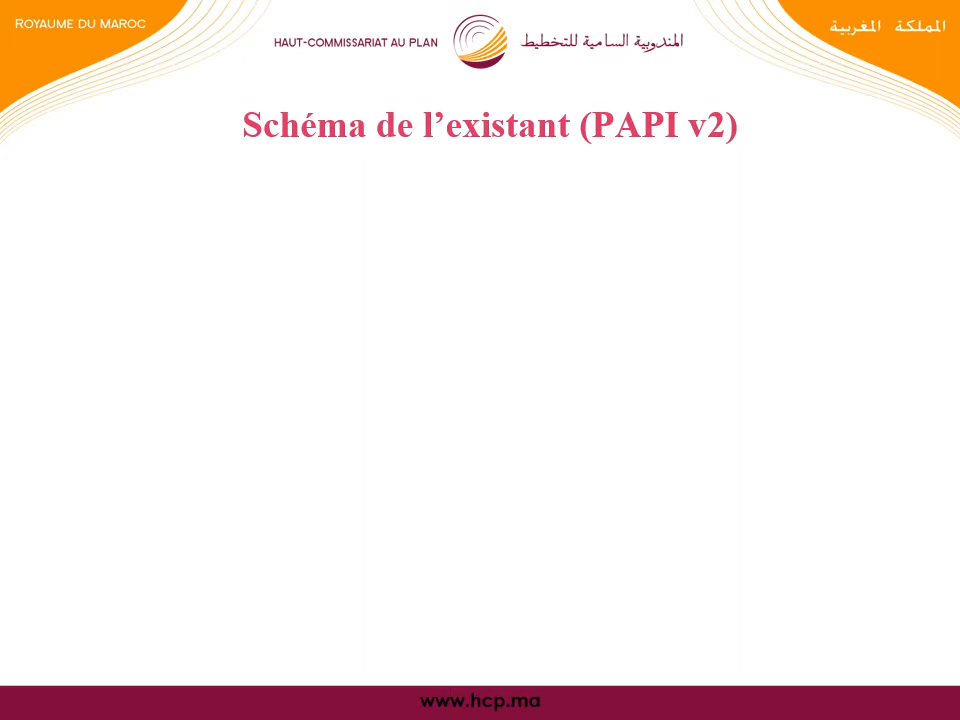 ROYAUME DU MAROC
HAUT-COMMISSARIAT AU PLAN
المندوبية السامية للتخطيط
المملكة المغربية
Schéma de l’existant (PAPI v2)
www.hcp.ma